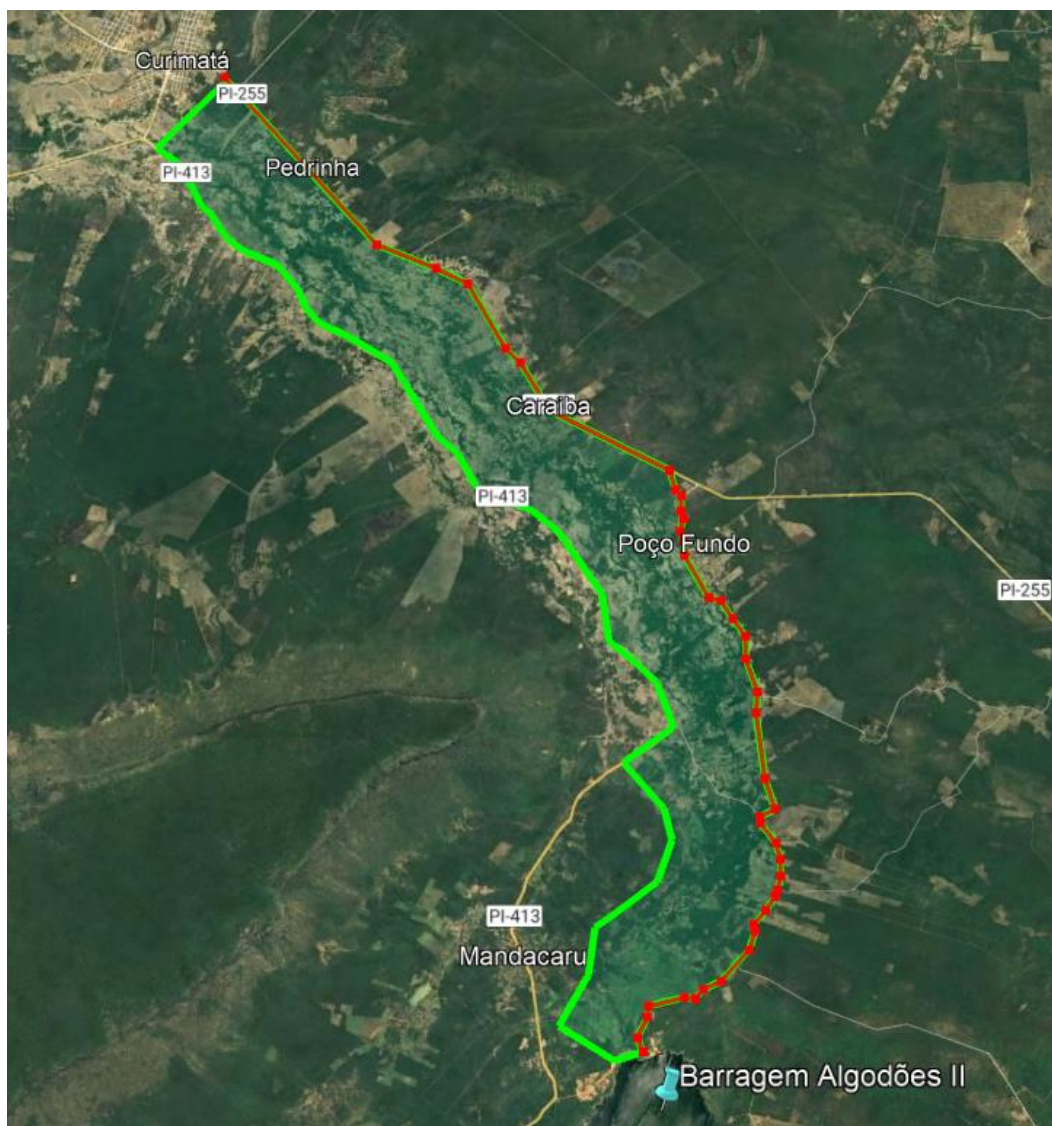 Curimatá
PI-255
Pedrinha
PI-413
Caraíba
PI-413
Poço Fundo
PI-255
PI-413
Mandacaru
Barragem Algodões II